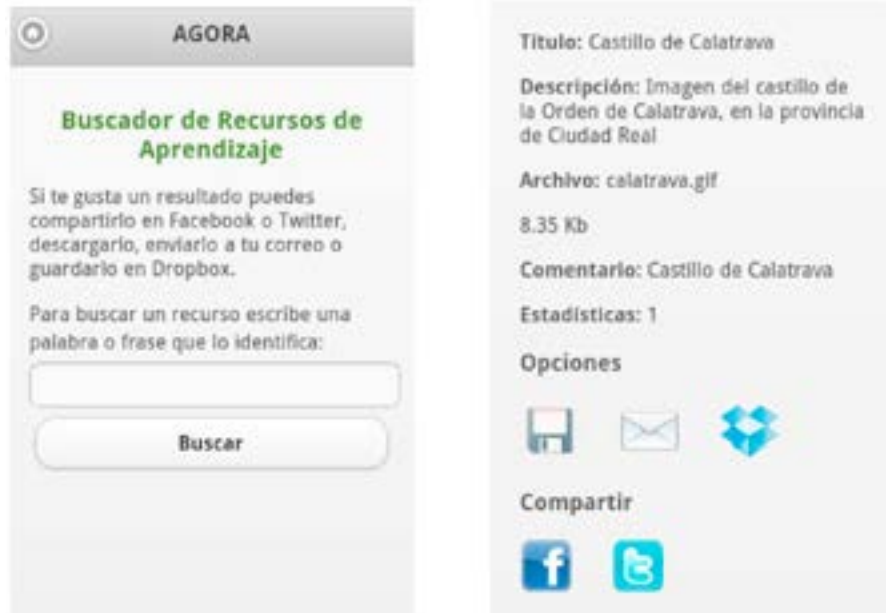 AGORA
Buscador de Recursos de
Aprendizaje
Si te gusta un resultado puedes
compartirlo en Facebook o Twitter,
descargarlo, enviarlo a tu correo o
guardarlo en Dropbox.
Para buscar un recurso escribe una
palabra o frase que lo identifica:
Buscar
Título: Castillo de Calatrava
Descripción: Imagen del castillo de
la Orden de Calatrava, en la provincia
de Ciudad Real
Archivo: calatrava.gif
8.35 Kb
Comentario: Castillo de Calatrava
Estadísticas: 1
Opciones
Compartir
f
t